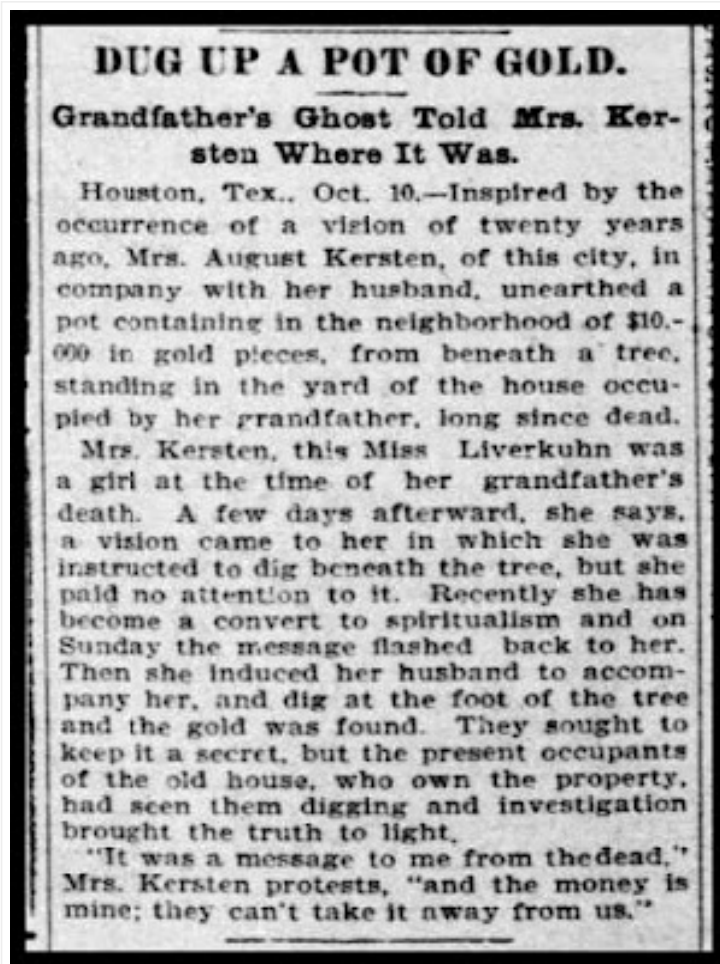 DUG UP A POT OF GOLD.
Grandfather's Ghost Told Mrs. Ker-
sten Where It Was.
Houston, Tex., Oct. 10.—Inspired by the
occurrence of a vision of twenty years
ago, Mrs. August Kersten, of this city, in
company with her husband, unearthed a
pot containing in the neighborhood of $10,-
000 in gold pieces, from beneath a tree,
standing in the yard of the house occu-
pied by her grandfather, long since dead.
Mrs. Kersten, this Miss Liverkuhn was
a girl at the time of her grandfather's
death. A few days afterward, she says,
a vision came to her in which she was
instructed to dig beneath the tree, but she
paid no attention to it. Recently she has
become a convert to spiritualism and on
Sunday the message flashed back to her.
Then she induced her husband to accom-
pany her, and dig at the foot of the tree
and the gold was found. They sought to
keep it a secret, but the present occupants
of the old house, who own the property,
had seen them digging and investigation
brought the truth to light.
"It was a message to me from thedead,"
Mrs. Kersten protests, "and the money is
mine; they can't take it away from us."